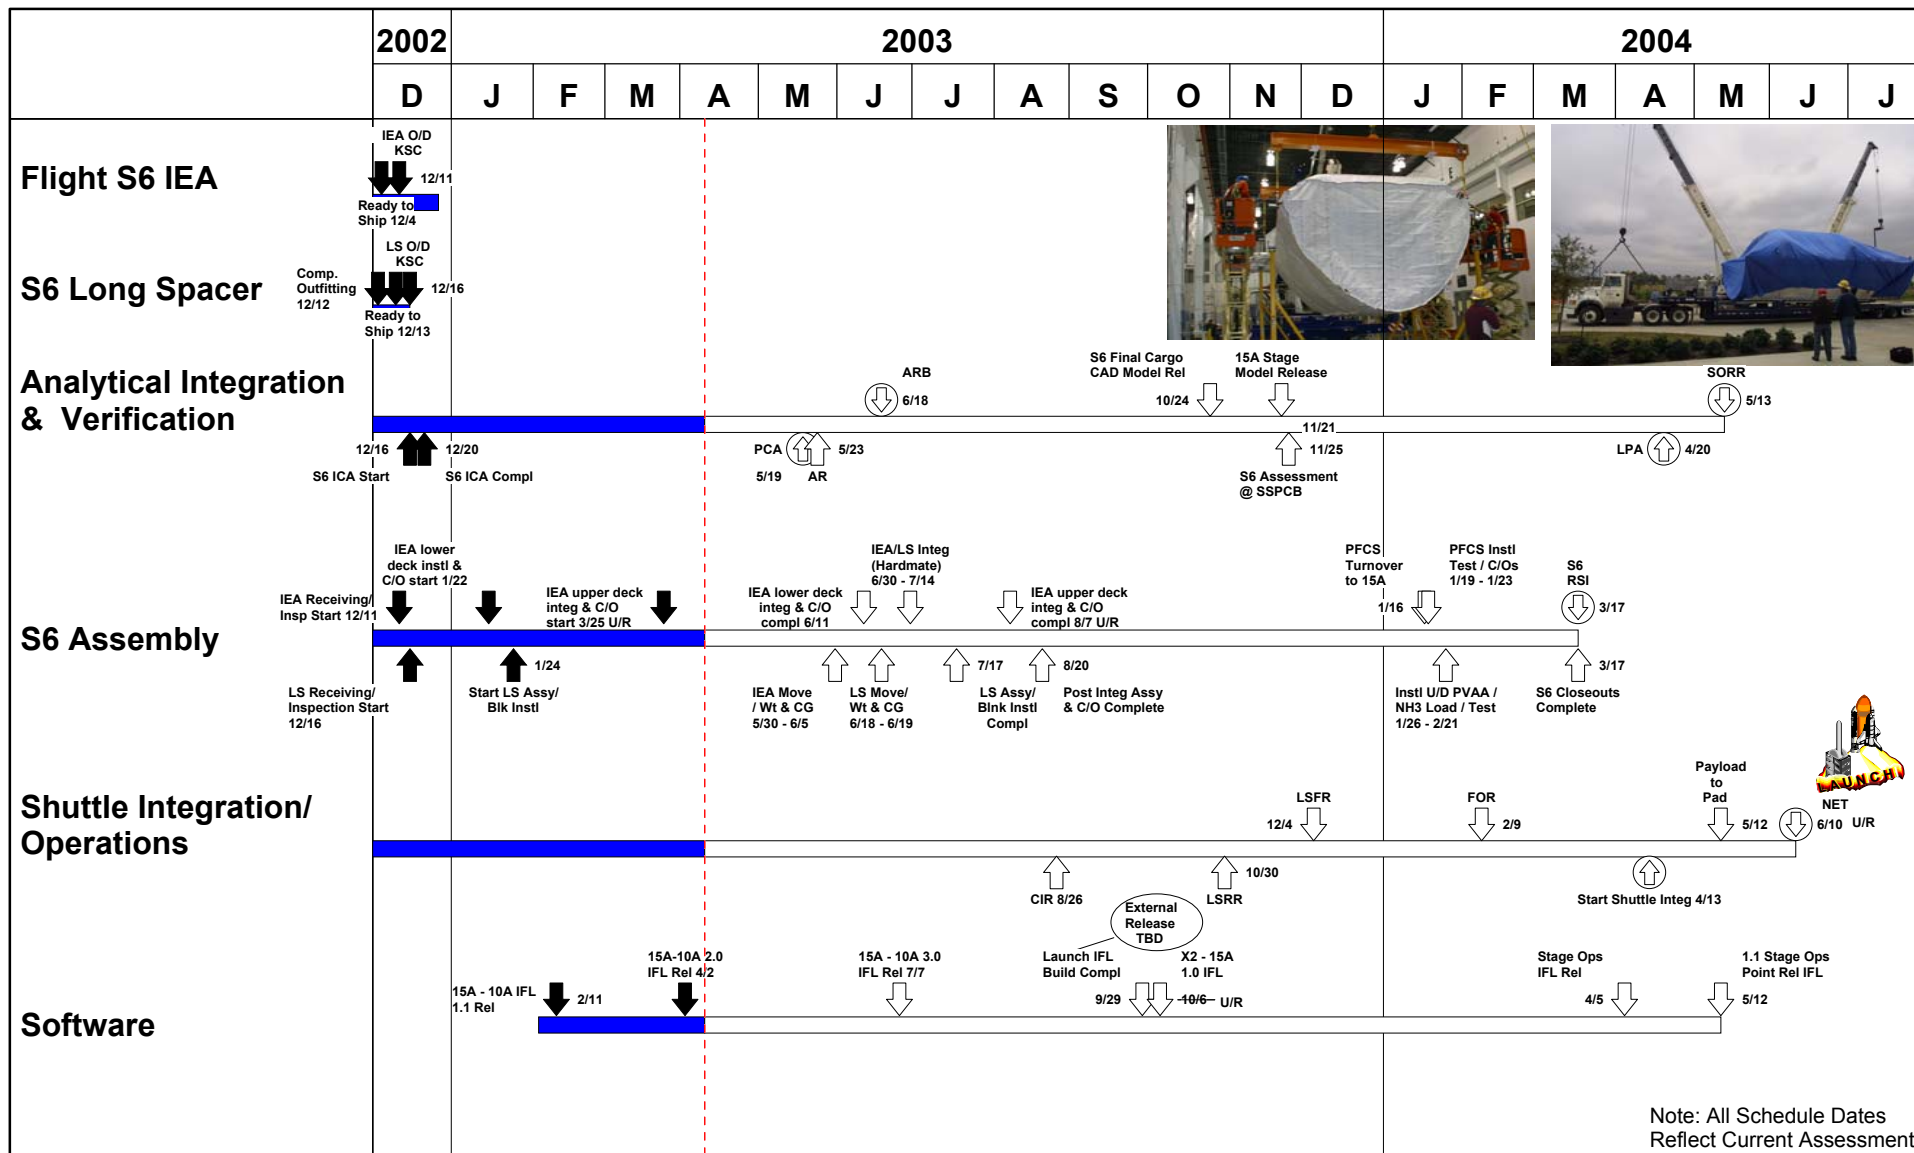 2002
2003
2004
D J F M A M J J A S O N D J F M A M J J
Flight S6 IEA
IEA O/D
KSC
12/11
Ready to
Ship 12/4
S6 Long Spacer
LS O/D
KSC
Comp.
Outfitting
12/12
12/16
Ready to
Ship 12/13
Analytical Integration
& Verification
ARB
6/18
S6 Final Cargo
CAD Model Rel
10/24
15A Stage
Model Release
11/21
SORR
5/13
12/16
S6 ICA Start
12/20
S6 ICA Compl
PCA
5/19
5/23
AR
11/25
S6 Assessment
@ SSPCB
LPA
4/20
S6 Assembly
IEA Receiving/
Insp Start 12/11
IEA lower
deck instl &
C/O start 1/22
IEA upper deck
integ & C/O
start 3/25 U/R
IEA lower deck
integ & C/O
compl 6/11
IEA/LS Integ
(Hardmate)
6/30 - 7/14
IEA upper deck
integ & C/O
compl 8/7 U/R
PFCS
Turnover
to 15A
1/16
PFCS Instl
Test / C/Os
1/19 - 1/23
S6
RSI
3/17
LS Receiving/
Inspection Start
12/16
1/24
Start LS Assy/
Blk Instl
IEA Move
/ Wt & CG
5/30 - 6/5
LS Move/
Wt & CG
6/18 - 6/19
7/17
LS Assy/
Blnk Instl
Compl
8/20
Post Integ Assy
& C/O Complete
Instl U/D PVAA /
NH3 Load / Test
1/26 - 2/21
3/17
S6 Closeouts
Complete
LAUNCH!
Shuttle Integration/
Operations
LSFR
12/4
FOR
2/9
Payload
to
Pad
5/12
NET
6/10 U/R
CIR 8/26
10/30
LSRR
Start Shuttle Integ 4/13
External
Release
TBD
Software
15A - 10A IFL
1.1 Rel
2/11
15A-10A 2.0
IFL Rel 4/2
15A - 10A 3.0
IFL Rel 7/7
Launch IFL
Build Compl
9/29
X2 - 15A
1.0 IFL
10/6 U/R
Stage Ops
IFL Rel
4/5
1.1 Stage Ops
Point Rel IFL
5/12
Note: All Schedule Dates
Reflect Current Assessment